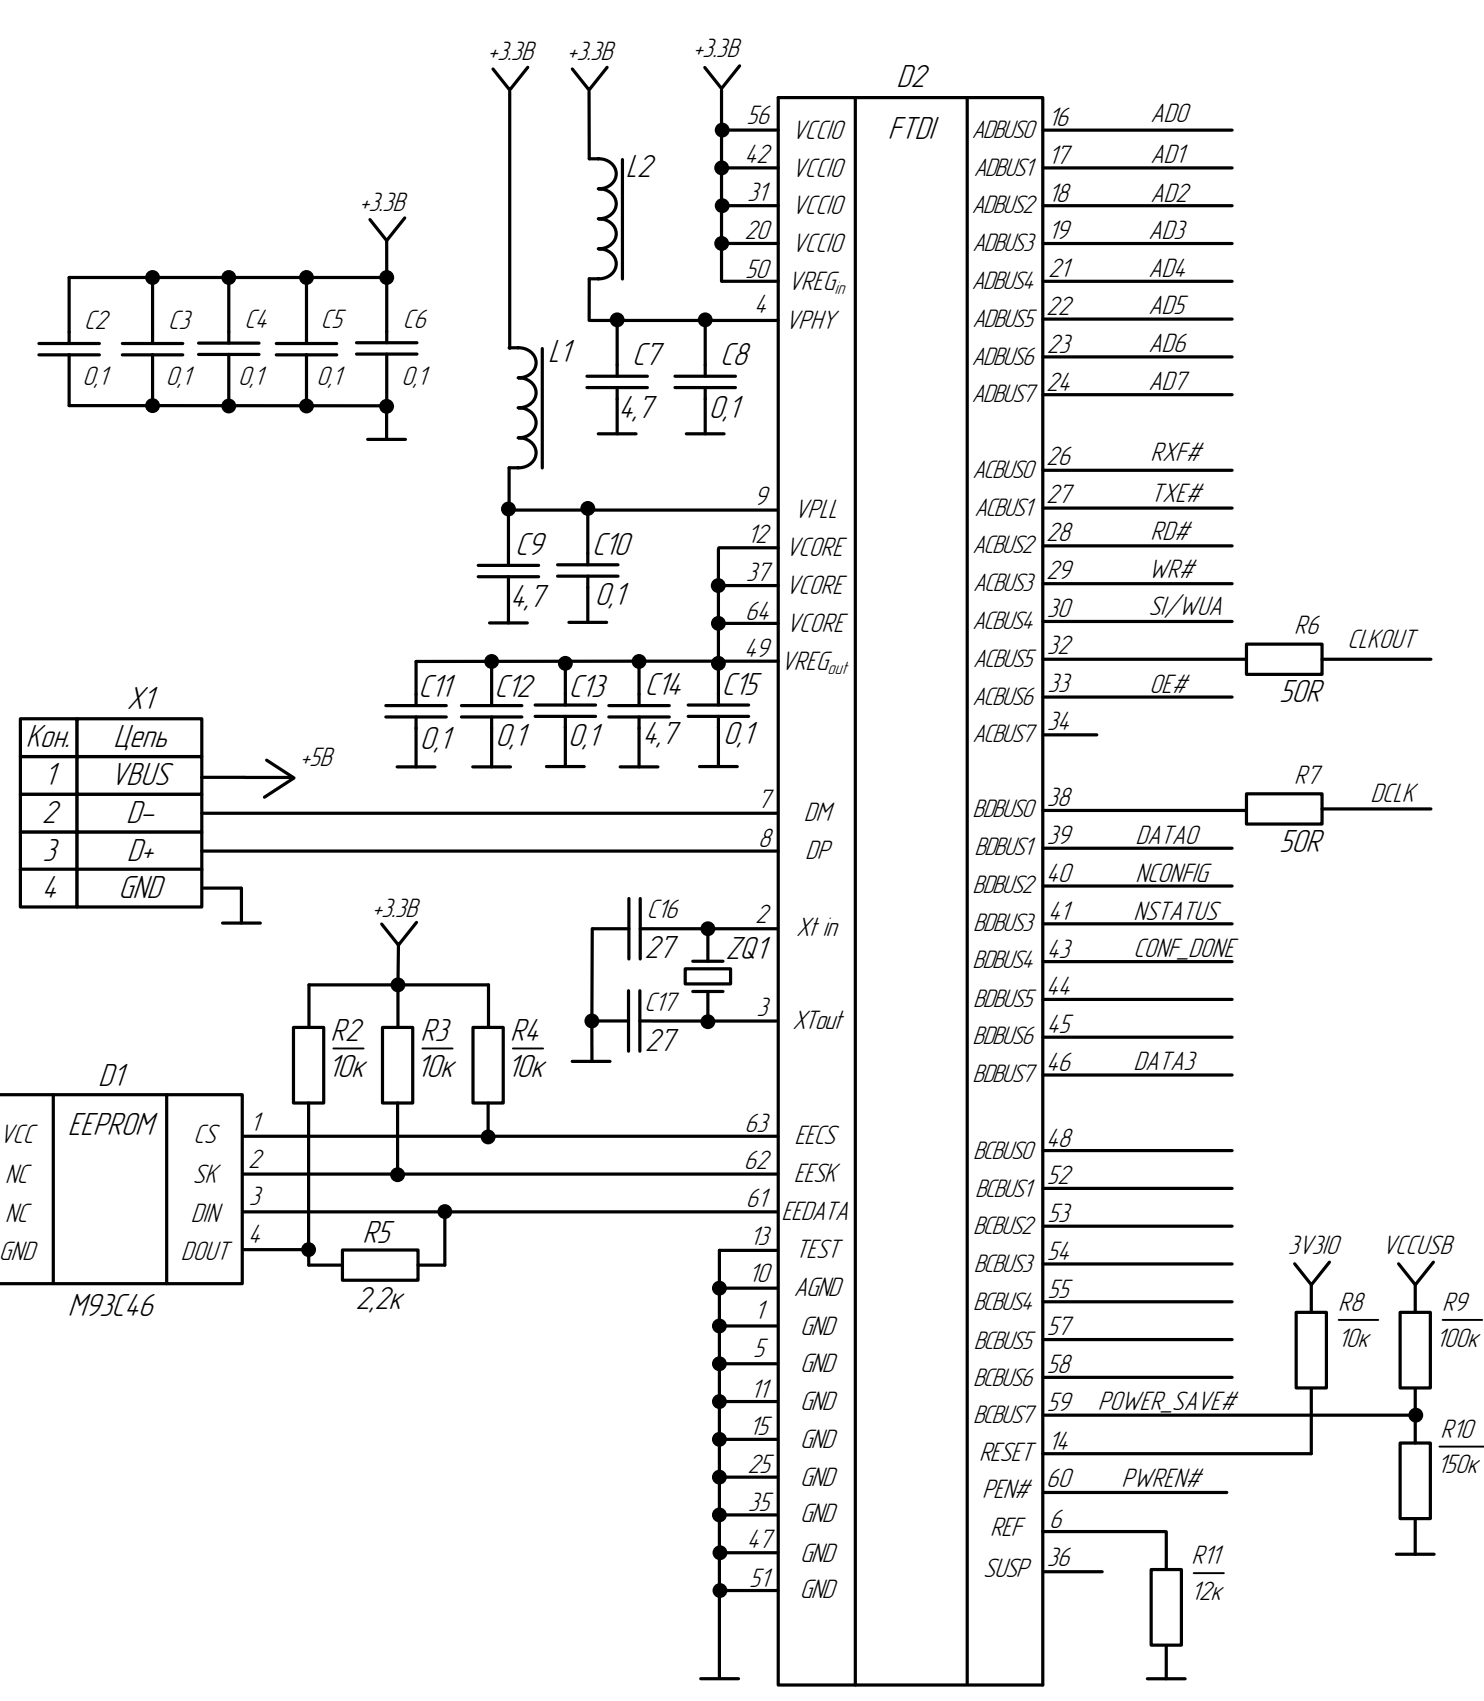 +3.3В
+3.3В
+3.3В
D2
FTDI
56 VCCIO
42 VCCIO
31 VCCIO
20 VCCIO
50 VREGin
4 VPHY
L2
L1
+3.3В
C2 0,1
C3 0,1
C4 0,1
C5 0,1
C6 0,1
C7 4,7
C8 0,1
9 VPLL
12 VCORE
37 VCORE
64 VCORE
49 VREGout
C9 4,7
C10 0,1
C11 0,1
C12 0,1
C13 0,1
C14 4,7
C15 0,1
X1
Кон. Цепь
1 VBUS
2 D–
3 D+
4 GND
+5В
7 DM
8 DP
2 Xt in
3 XTout
C16 27
C17 27
ZQ1
+3.3В
R2 10к
R3 10к
R4 10к
D1
EEPROM
VCC CS 1
NC SK 2
NC DIN 3
GND DOUT 4
M93C46
R5
2,2к
63 EECS
62 EESK
61 EEDATA
13 TEST
10 AGND
1 GND
5 GND
11 GND
15 GND
25 GND
35 GND
47 GND
51 GND
ADBUS0 16 AD0
ADBUS1 17 AD1
ADBUS2 18 AD2
ADBUS3 19 AD3
ADBUS4 21 AD4
ADBUS5 22 AD5
ADBUS6 23 AD6
ADBUS7 24 AD7
ACBUS0 26 RXF#
ACBUS1 27 TXE#
ACBUS2 28 RD#
ACBUS3 29 WR#
ACBUS4 30 SI/WUA
ACBUS5 32
R6 50R CLKOUT
ACBUS6 33 OE#
ACBUS7 34
BDBUS0 38
R7 50R DCLK
BDBUS1 39 DATA0
BDBUS2 40 NCONFIG
BDBUS3 41 NSTATUS
BDBUS4 43 CONF_DONE
BDBUS5 44
BDBUS6 45
BDBUS7 46 DATA3
BCBUS0 48
BCBUS1 52
BCBUS2 53
BCBUS3 54
BCBUS4 55
BCBUS5 57
BCBUS6 58
BCBUS7 59 POWER_SAVE#
RESET 14
PEN# 60 PWREN#
REF 6
SUSP 36
3V3IO
VCCUSB
R8 10к
R9 100к
R10 150к
R11 12к